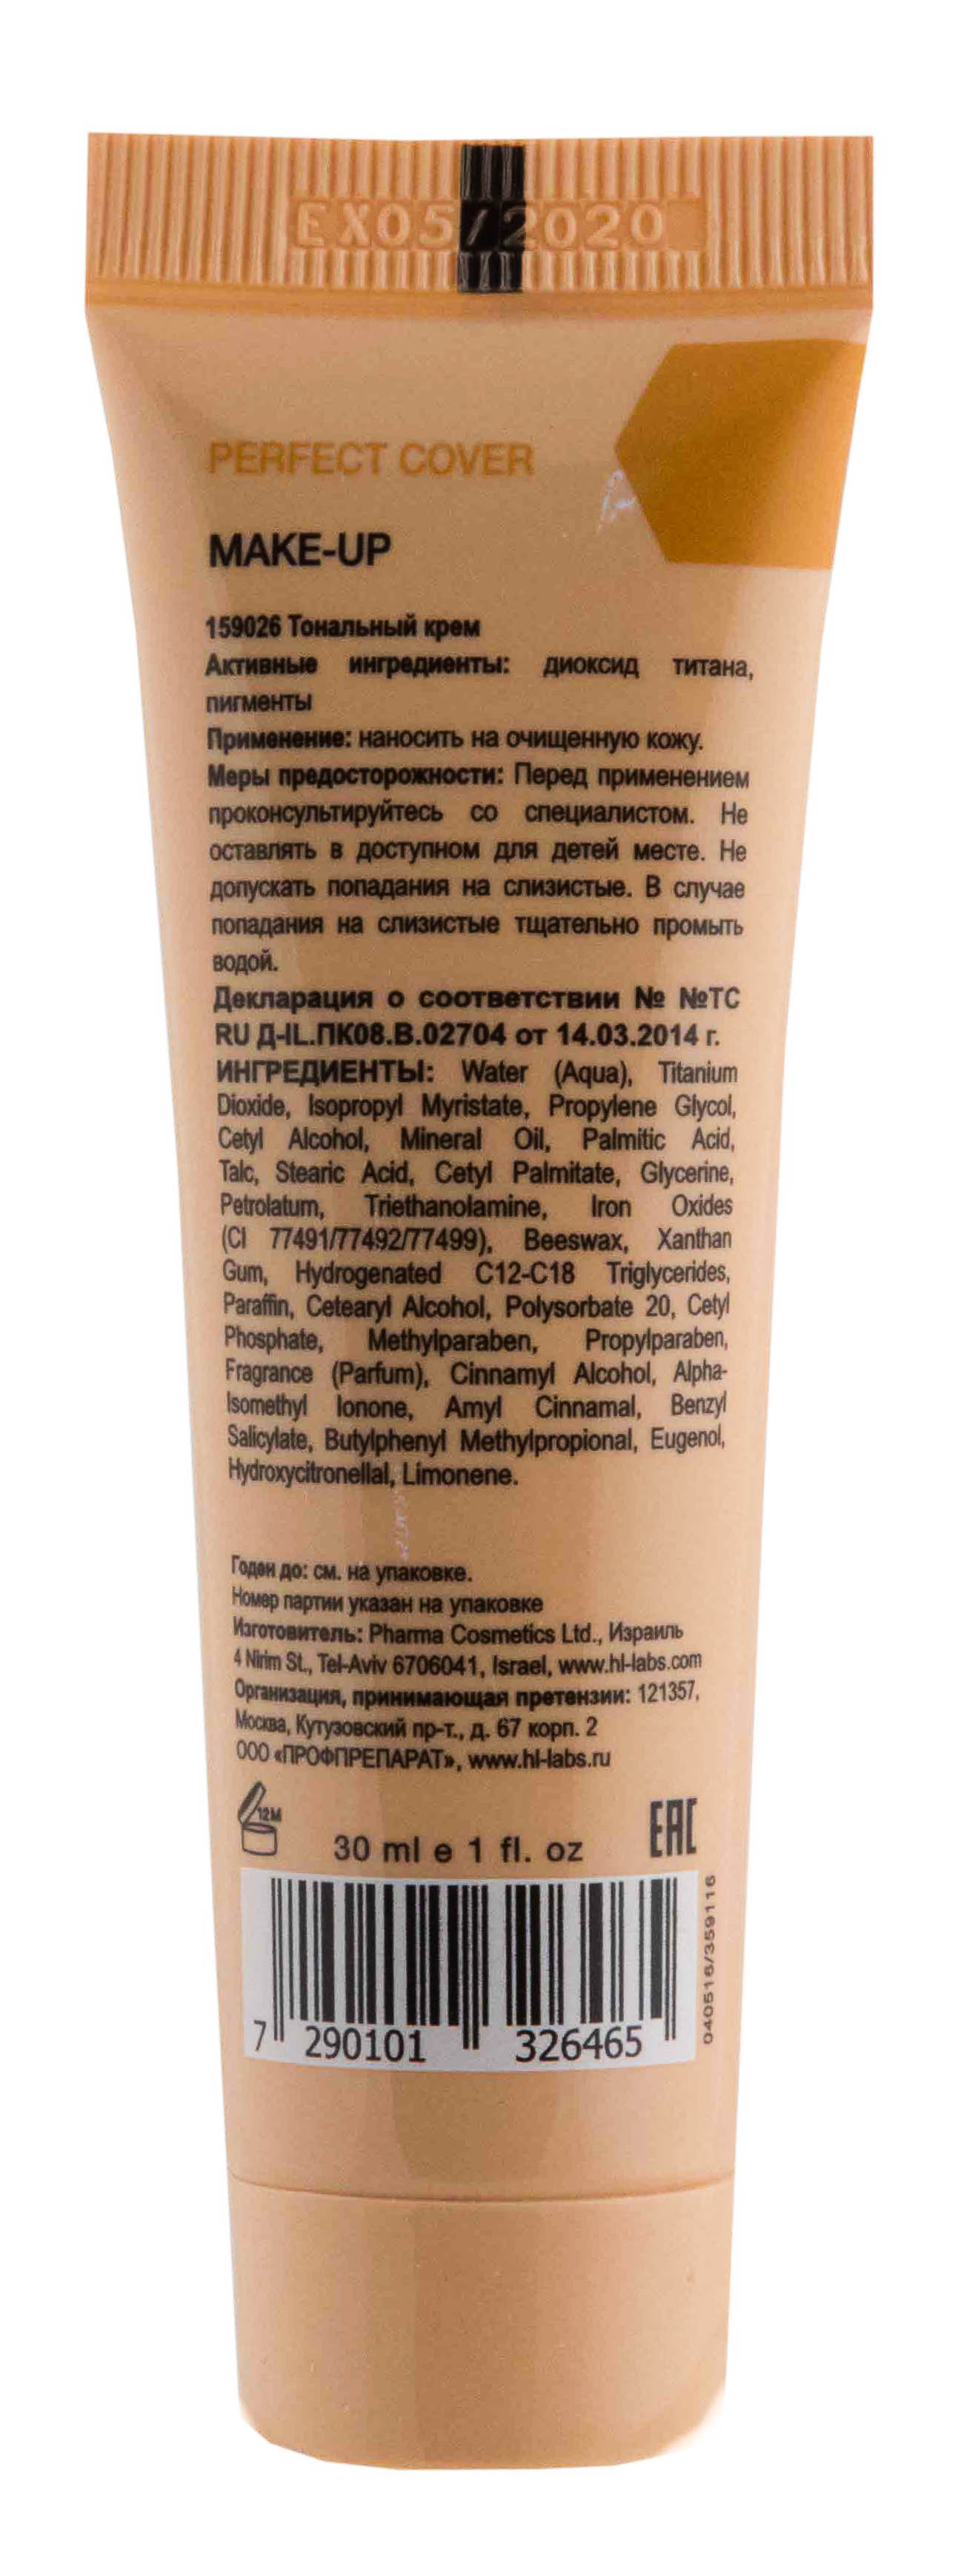 EX05/2020
PERFECT COVER
MAKE-UP
159026 Тональный крем
Активные ингредиенты: диоксид титана,
пигменты
Применение: наносить на очищенную кожу.
Меры предосторожности: Перед применением
проконсультируйтесь со специалистом. Не
оставлять в доступном для детей месте. Не
допускать попадания на слизистые. В случае
попадания на слизистые тщательно промыть
водой.
Декларация о соответствии № №ТС
RU Д-IL.ПК08.В.02704 от 14.03.2014 г.
ИНГРЕДИЕНТЫ: Water (Aqua), Titanium
Dioxide, Isopropyl Myristate, Propylene Glycol,
Cetyl Alcohol, Mineral Oil, Palmitic Acid,
Talc, Stearic Acid, Cetyl Palmitate, Glycerine,
Petrolatum, Triethanolamine, Iron Oxides
(CI 77491/77492/77499), Beeswax, Xanthan
Gum, Hydrogenated C12-C18 Triglycerides,
Paraffin, Cetearyl Alcohol, Polysorbate 20, Cetyl
Phosphate, Methylparaben, Propylparaben,
Fragrance (Parfum), Cinnamyl Alcohol, Alpha-
Isomethyl Ionone, Amyl Cinnamal, Benzyl
Salicylate, Butylphenyl Methylpropional, Eugenol,
Hydroxycitronellal, Limonene.
Годен до: см. на упаковке.
Номер партии указан на упаковке
Изготовитель: Pharma Cosmetics Ltd., Израиль
4 Nirim St., Tel-Aviv 6706041, Israel, www.hl-labs.com
Организация, принимающая претензии: 121357,
Москва, Кутузовский пр-т., д. 67 корп. 2
ООО «ПРОФПРЕПАРАТ», www.hl-labs.ru
12M
30 ml e 1 fl. oz
EAC
7 290101 326465
040516/359116